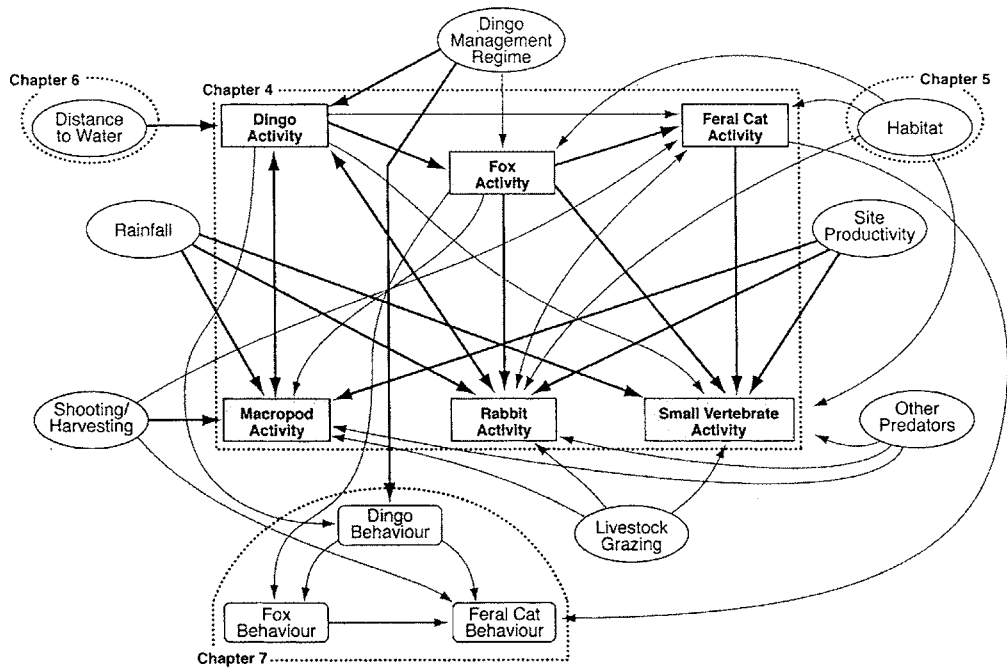 Dingo
Management
Regime
Chapter 6
Chapter 4
Chapter 5
Distance
to Water
Dingo
Activity
Feral Cat
Activity
Habitat
Fox
Activity
Rainfall
Site
Productivity
Shooting/
Harvesting
Macropod
Activity
Rabbit
Activity
Small Vertebrate
Activity
Other
Predators
Dingo
Behaviour
Livestock
Grazing
Fox
Behaviour
Feral Cat
Behaviour
Chapter 7